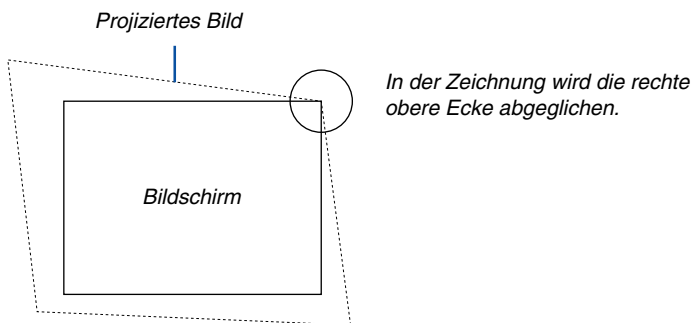 Projiziertes Bild
In der Zeichnung wird die rechte
obere Ecke abgeglichen.
Bildschirm